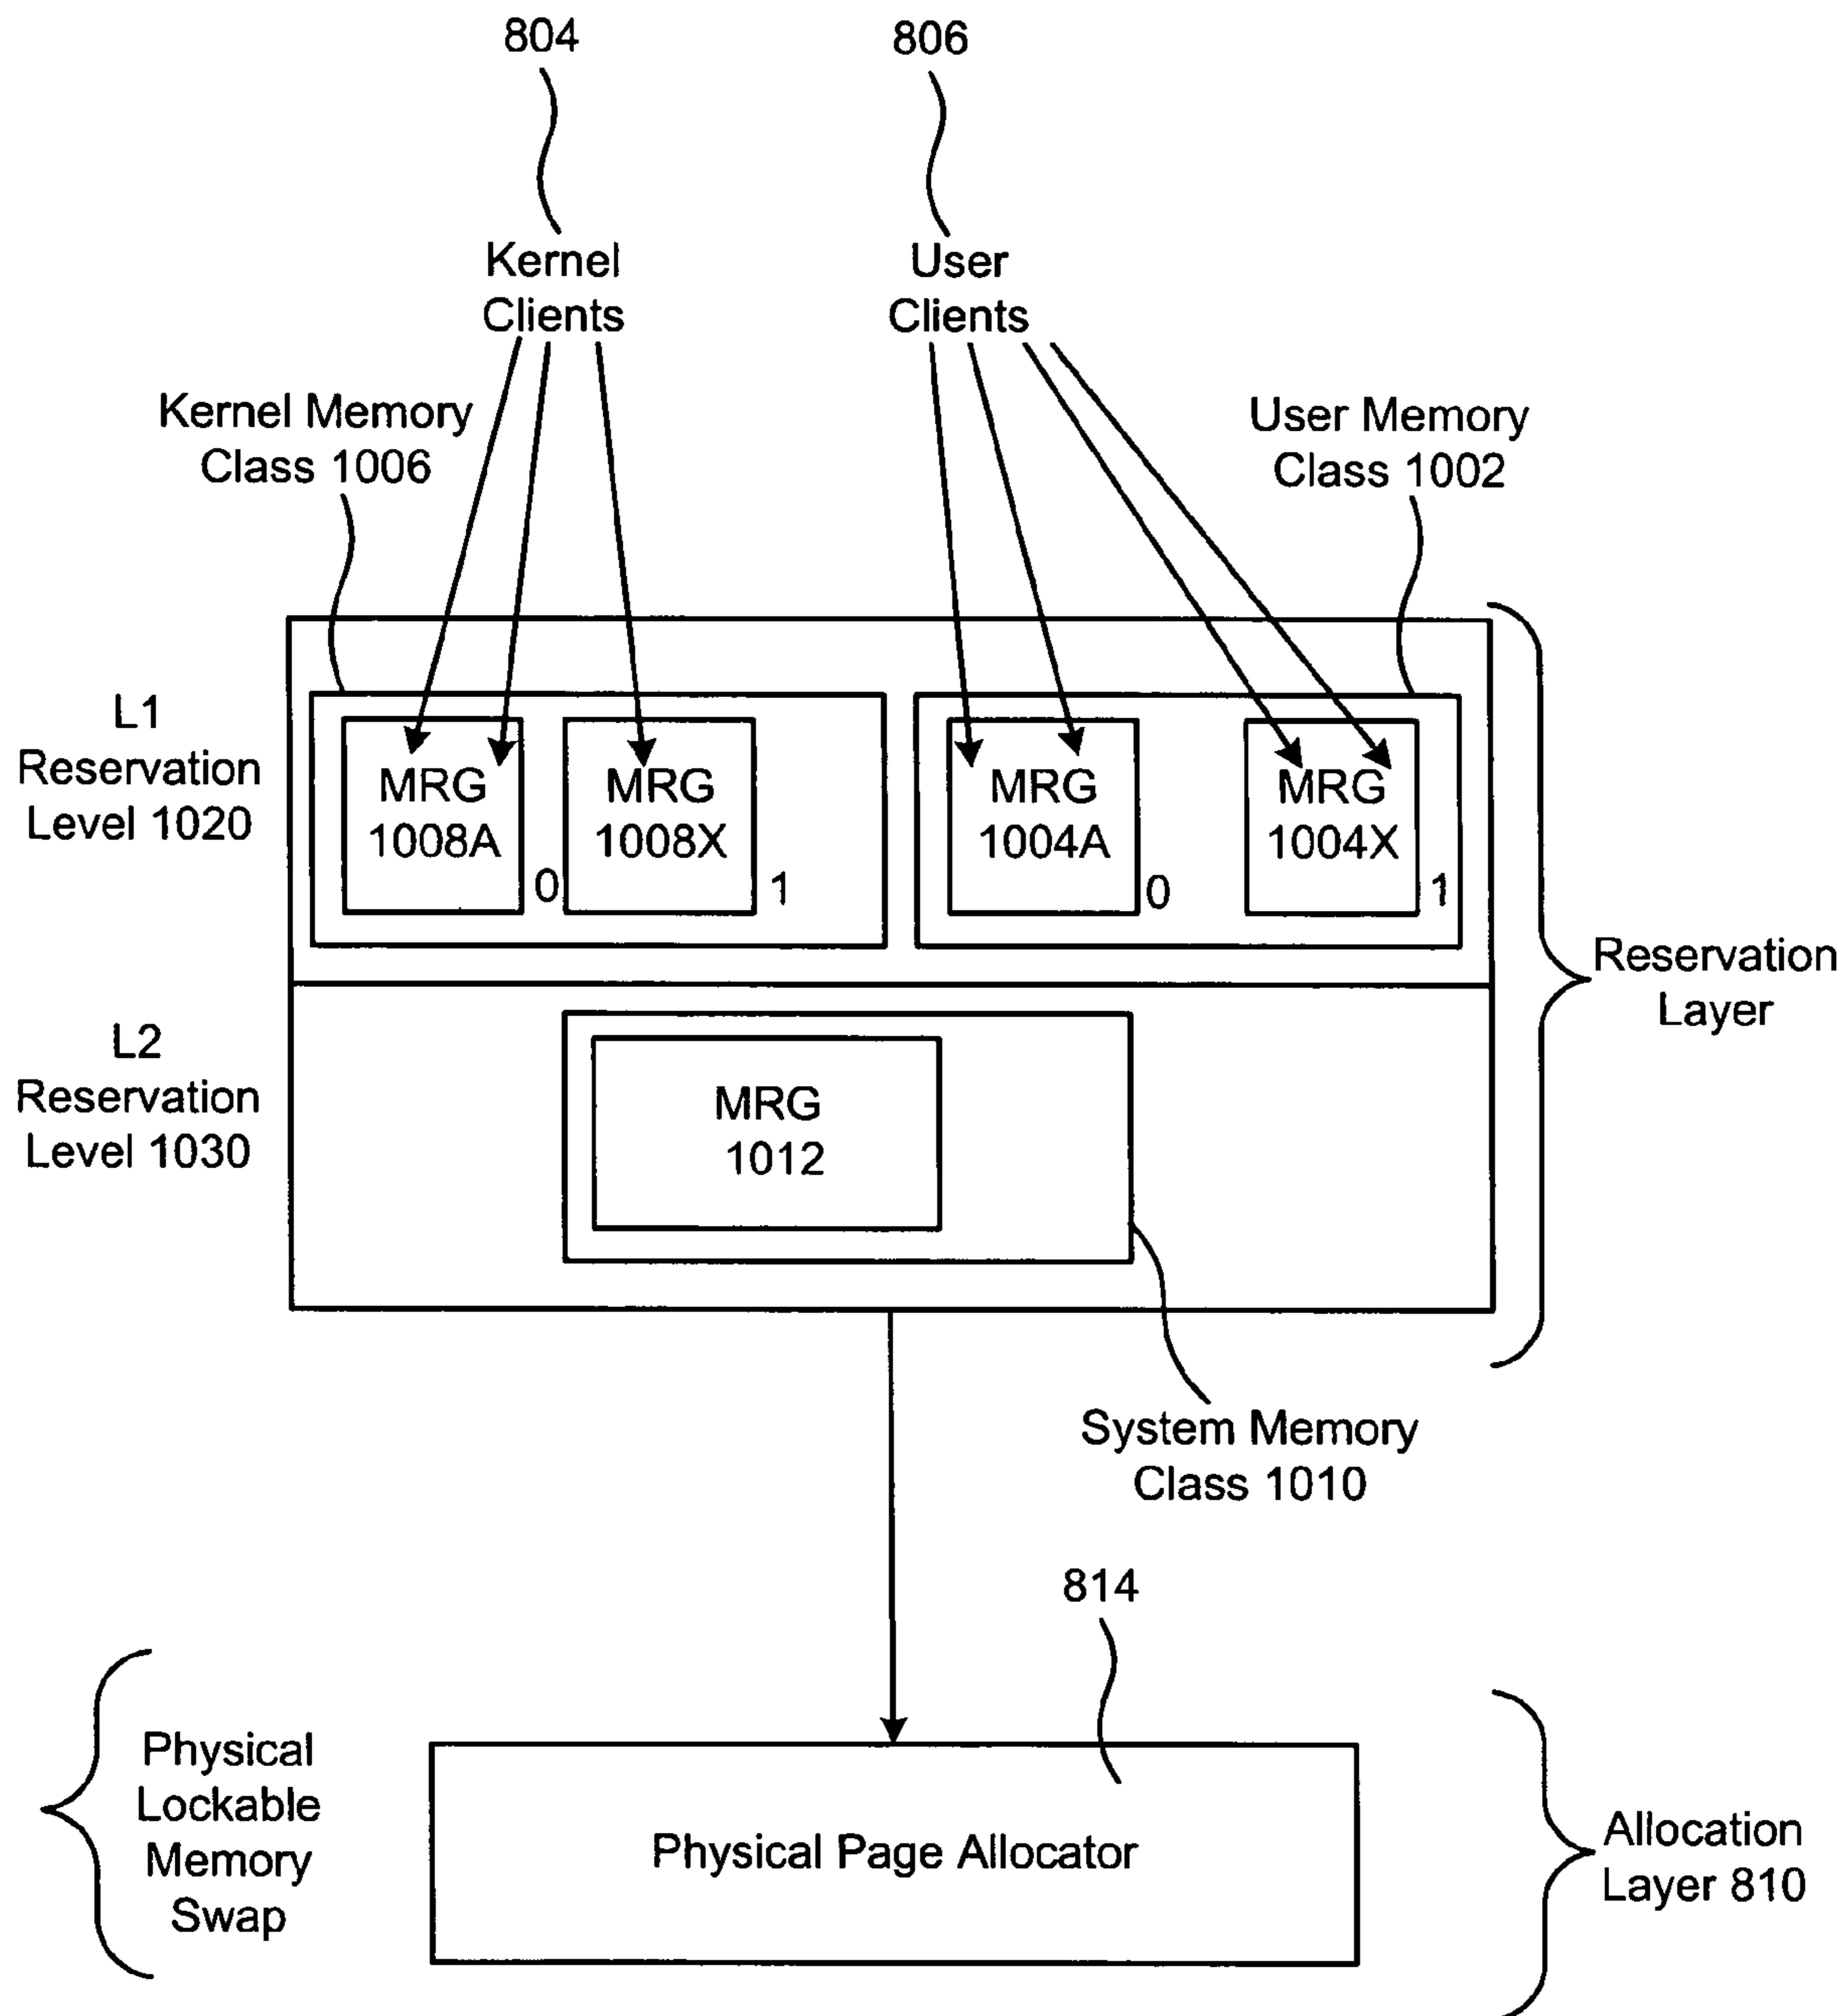 804
806
Kernel
Clients
User
Clients
Kernel Memory
Class 1006
User Memory
Class 1002
L1
Reservation
Level 1020
MRG
1008A
0
MRG
1008X
1
MRG
1004A
0
MRG
1004X
1
Reservation
Layer
L2
Reservation
Level 1030
MRG
1012
System Memory
Class 1010
814
Physical
Lockable
Memory
Swap
Physical Page Allocator
Allocation
Layer 810